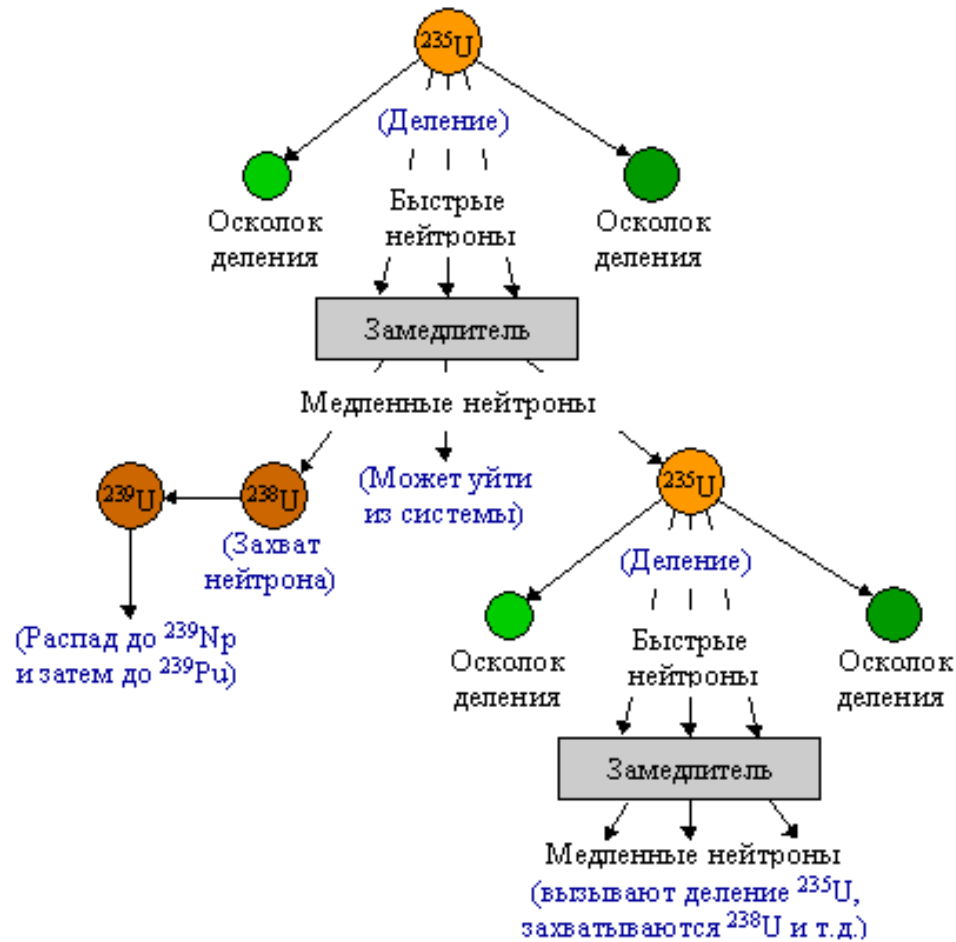 ²³⁵U
(Деление)
Быстрые
нейтроны
Осколок
деления
Осколок
деления
Замедлитель
Медленные нейтроны
²³⁹U
²³⁸U
(Захват
нейтрона)
(Распад до ²³⁹Np
и затем до ²³⁹Pu)
(Может уйти
из системы)
²³⁵U
(Деление)
Быстрые
нейтроны
Осколок
деления
Осколок
деления
Замедлитель
Медленные нейтроны
(вызывают деление ²³⁵U,
захватываются ²³⁸U и т.д.)